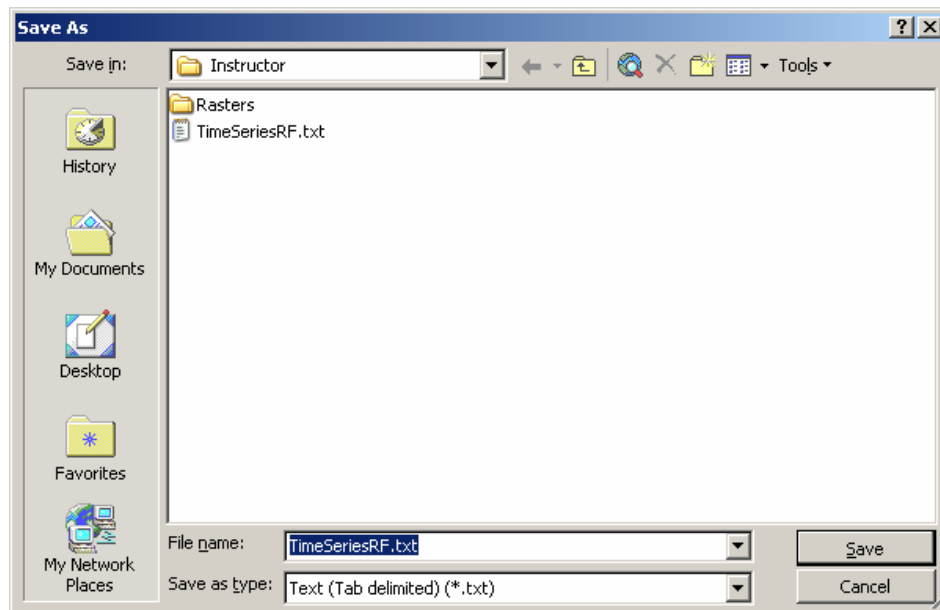 Save As
Save in: Instructor Tools
Rasters
TimeSeriesRF.txt
History
My Documents
Desktop
Favorites
My Network
Places
File name: TimeSeriesRF.txt Save
Save as type: Text (Tab delimited) (*.txt) Cancel